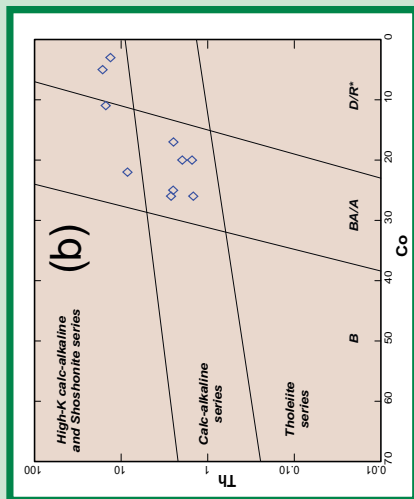 (b)
High-K calc-alkaline
and Shoshonite series
Calc-alkaline
series
Tholeiite
series
B
BA/A
D/R*
Th
100
10
1
0.10
0.01
Co
70
60
50
40
30
20
10
0